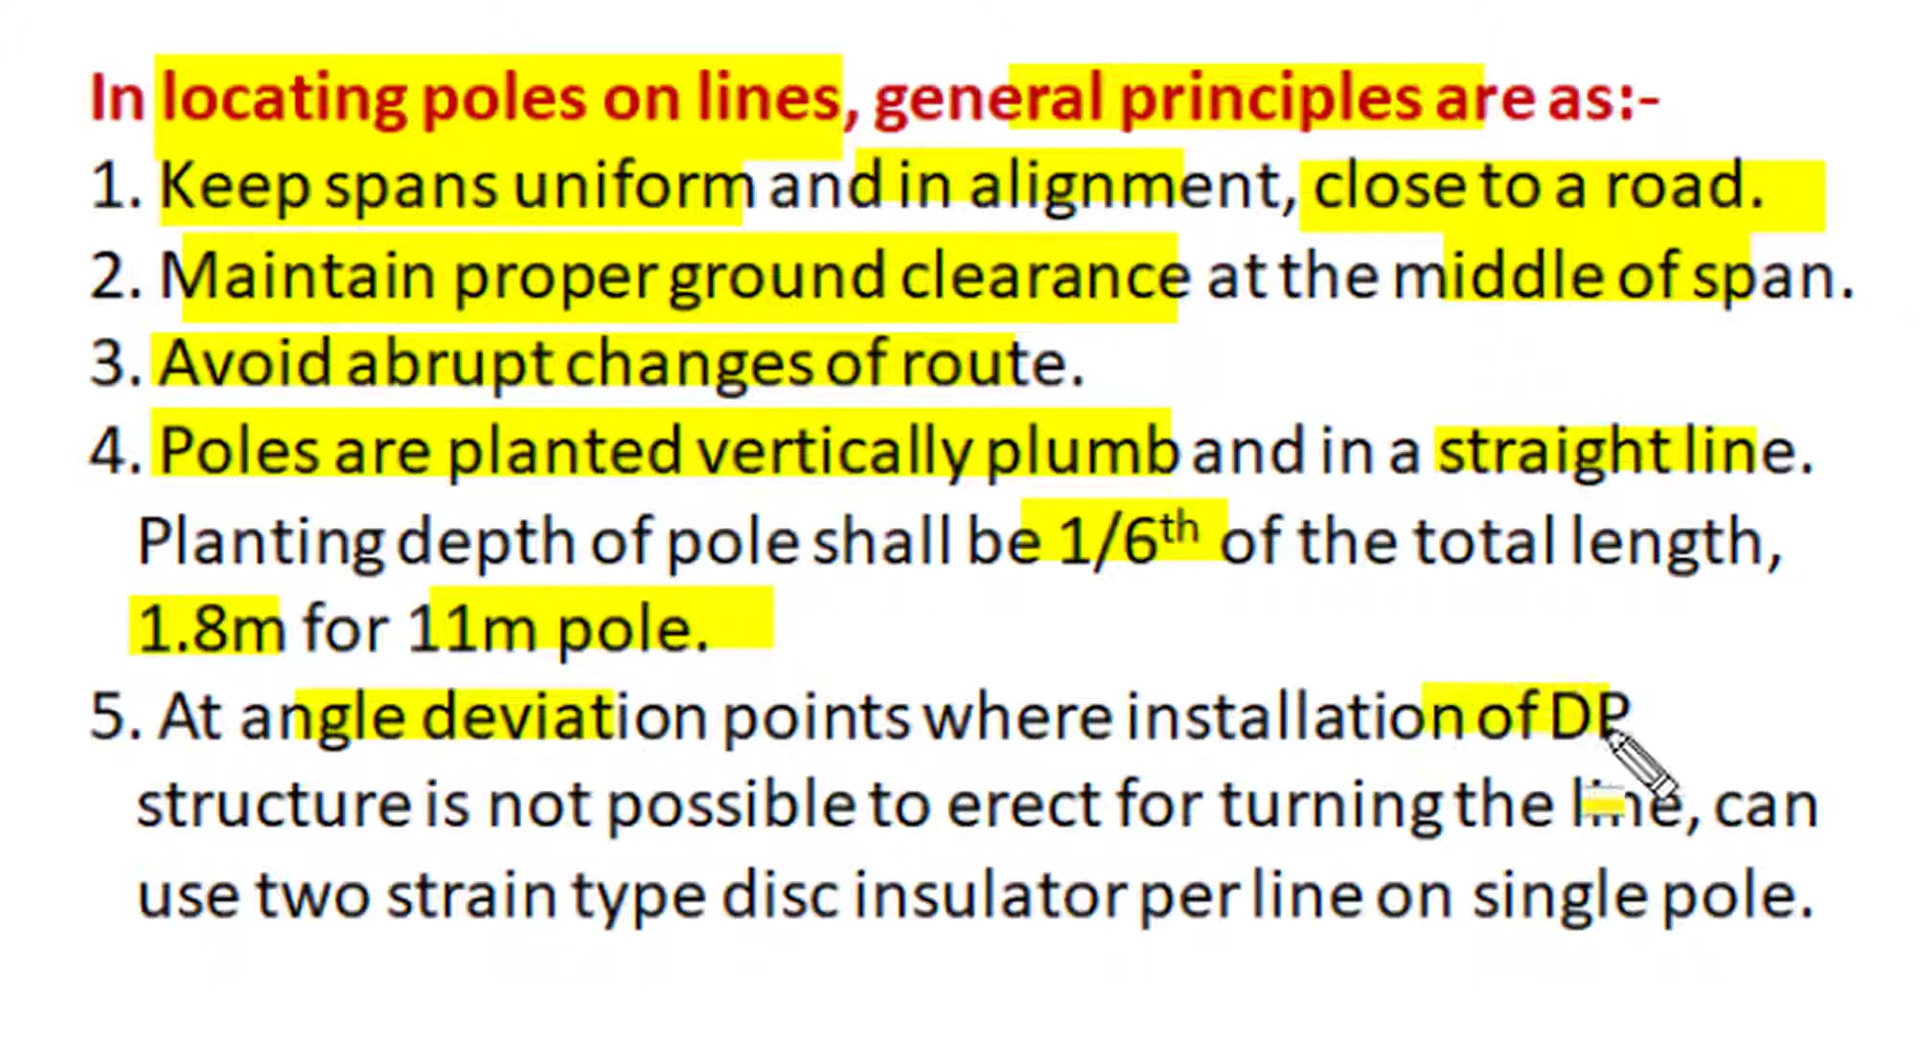 In locating poles on lines, general principles are as:-
1. Keep spans uniform and in alignment, close to a road.
2. Maintain proper ground clearance at the middle of span.
3. Avoid abrupt changes of route.
4. Poles are planted vertically plumb and in a straight line.
Planting depth of pole shall be 1/6th of the total length,
1.8m for 11m pole.
5. At angle deviation points where installation of DP
structure is not possible to erect for turning the line, can
use two strain type disc insulator per line on single pole.